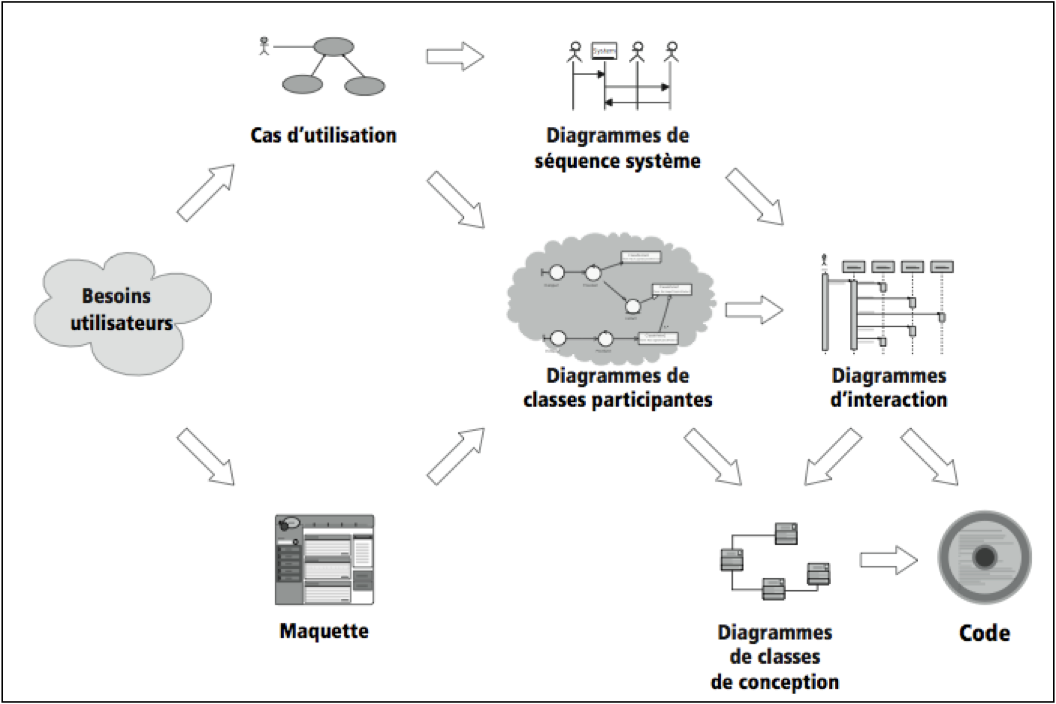 System
Cas d'utilisation
Diagrammes de
séquence système
Besoins
utilisateurs
Diagrammes de
classes participantes
Diagrammes
d'interaction
Maquette
Diagrammes
de classes
de conception
Code